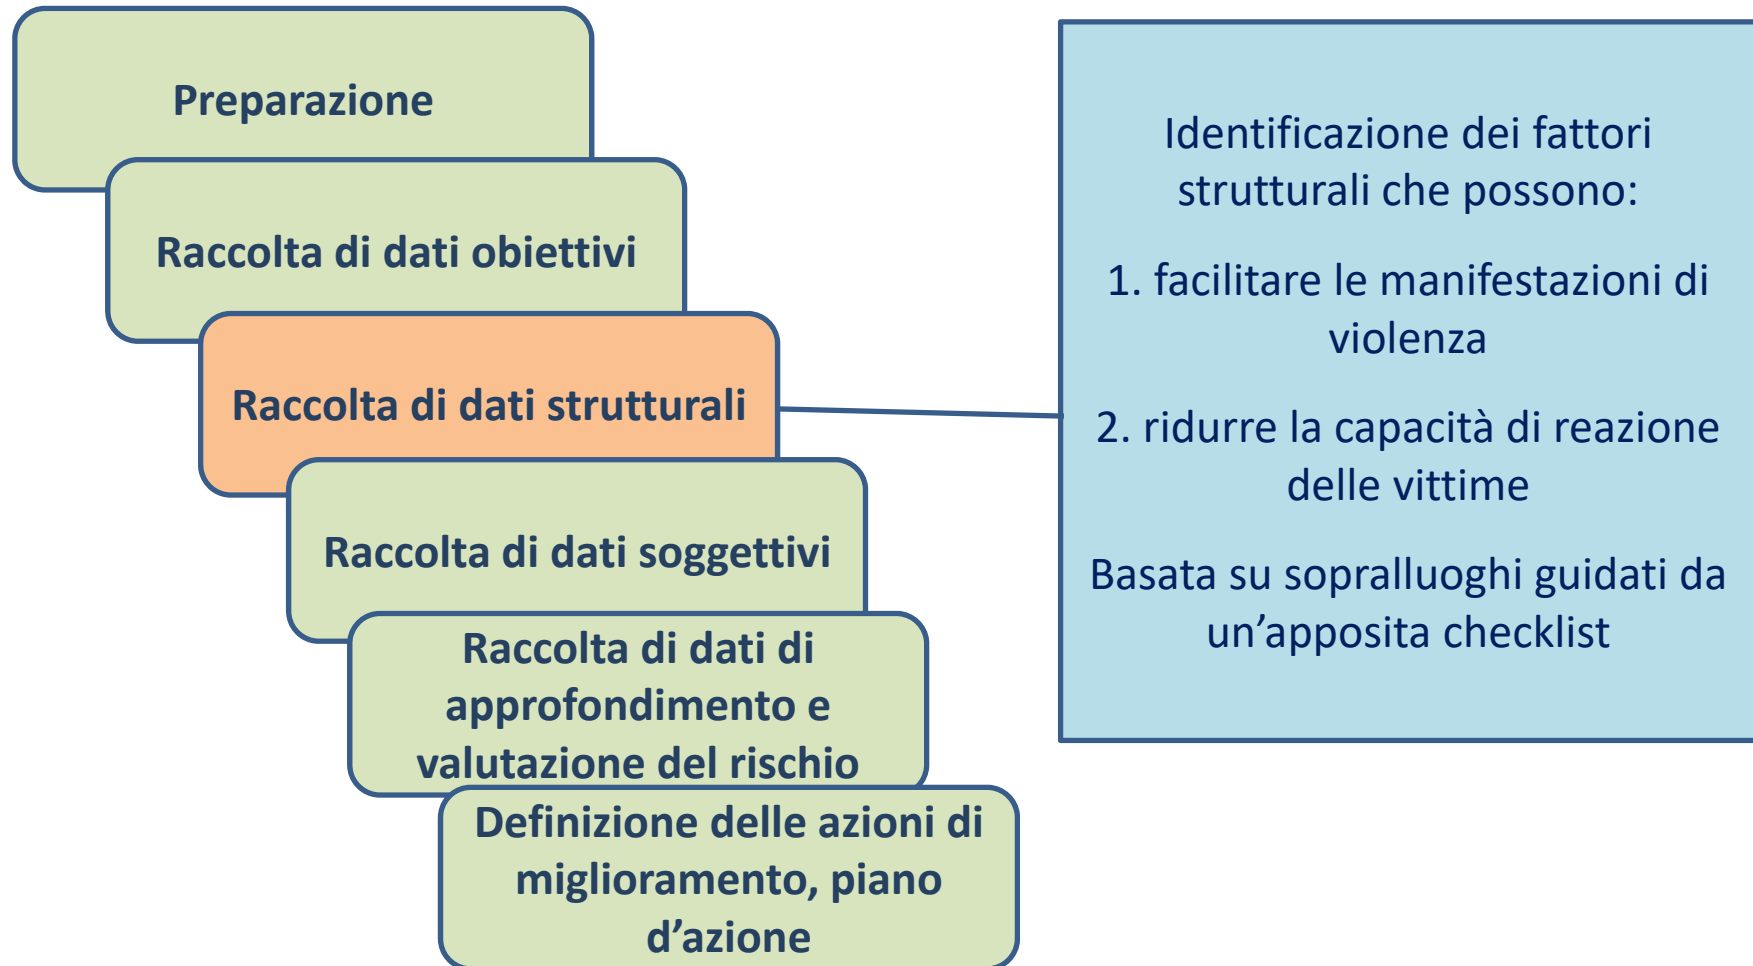 Preparazione
Raccolta di dati obiettivi
Raccolta di dati strutturali
Raccolta di dati soggettivi
Raccolta di dati di
approfondimento e
valutazione del rischio
Definizione delle azioni di
miglioramento, piano
d’azione
Identificazione dei fattori
strutturali che possono:
1. facilitare le manifestazioni di
violenza
2. ridurre la capacità di reazione
delle vittime
Basata su sopralluoghi guidati da
un’apposita checklist